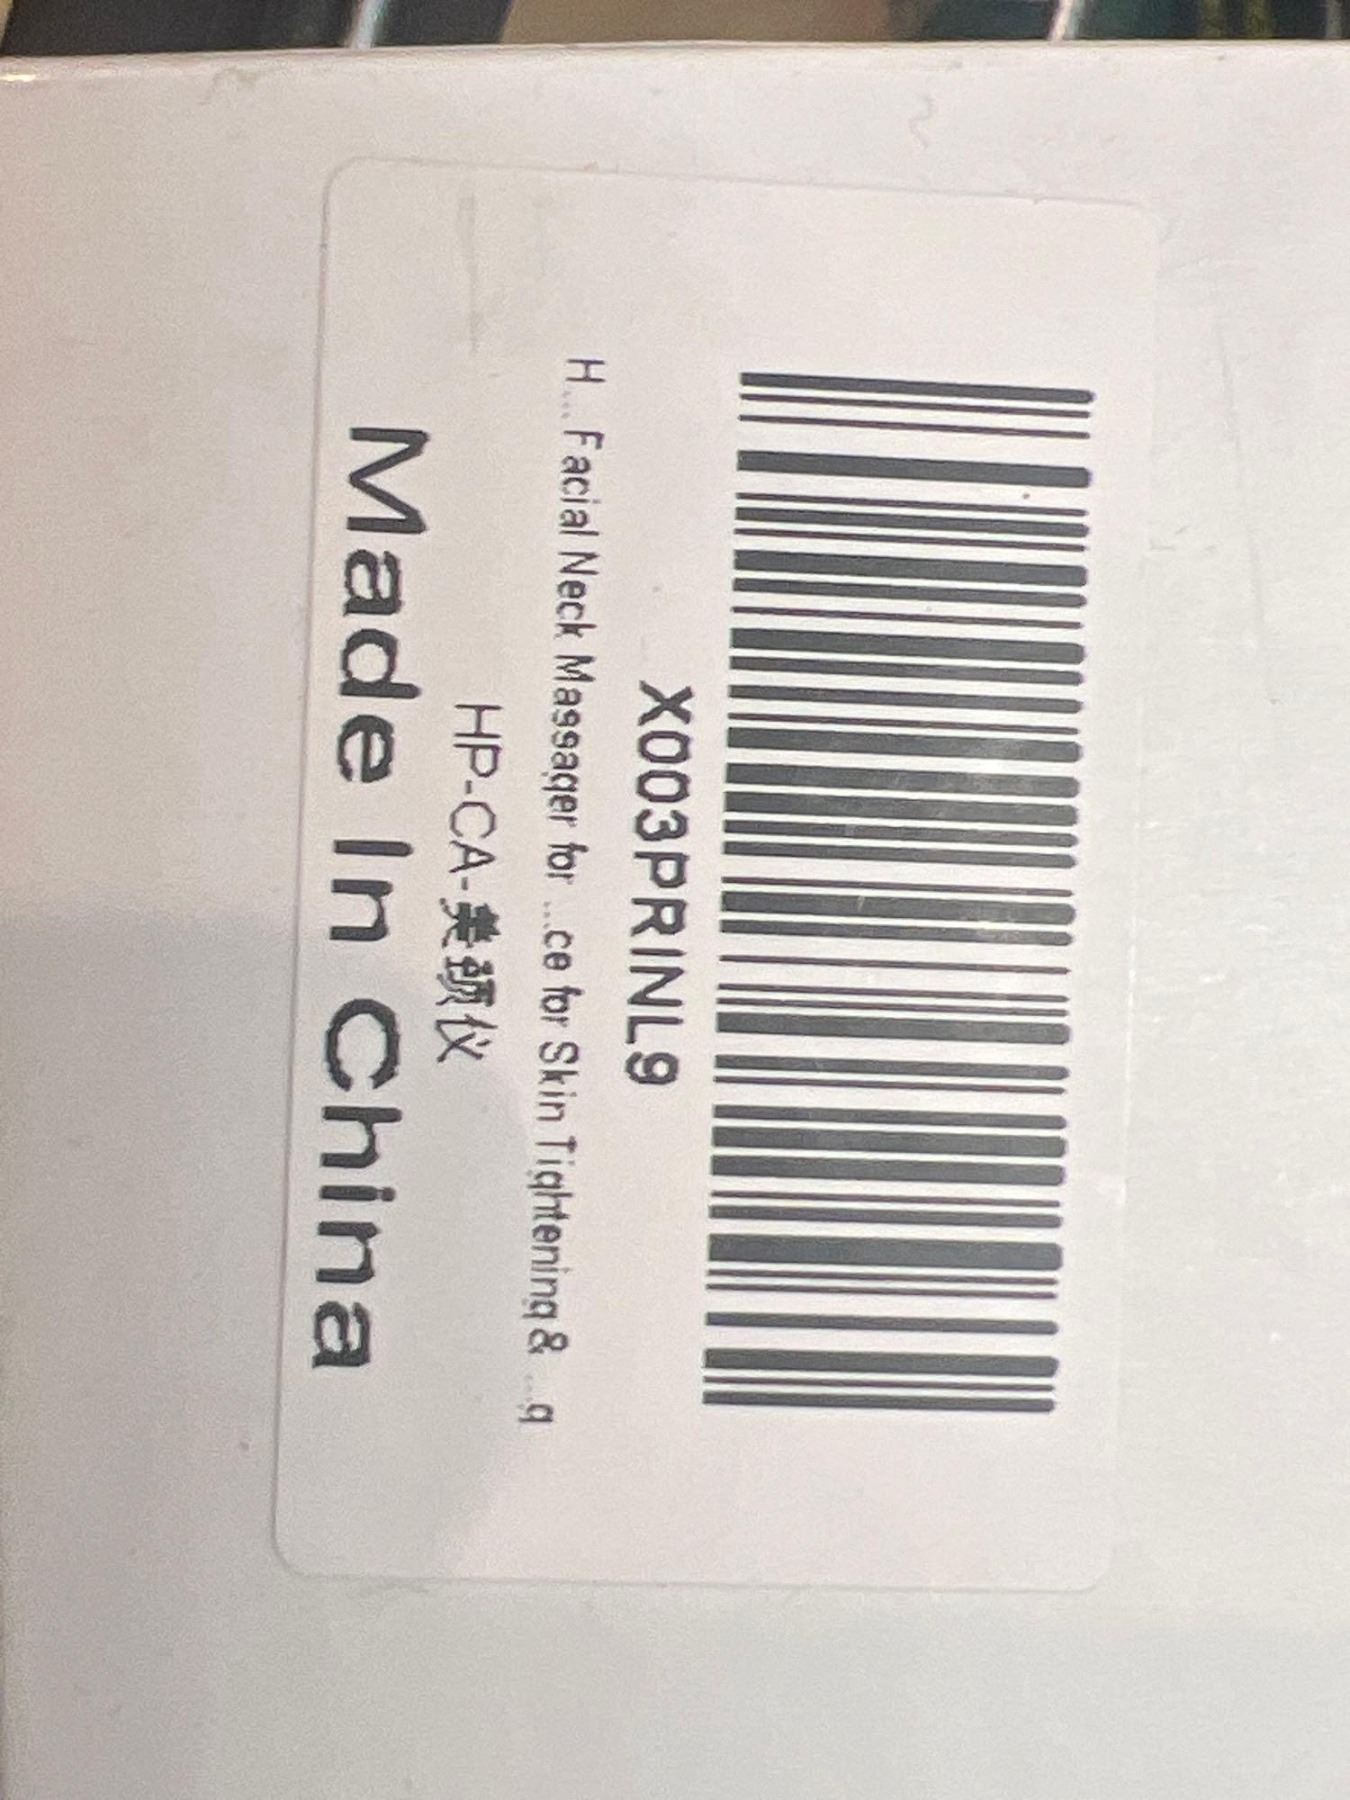 X003PRINL9
H... Facial Neck Massager for ...ce for Skin Tightening & ...g
HP-CA-美颈仪
Made In China